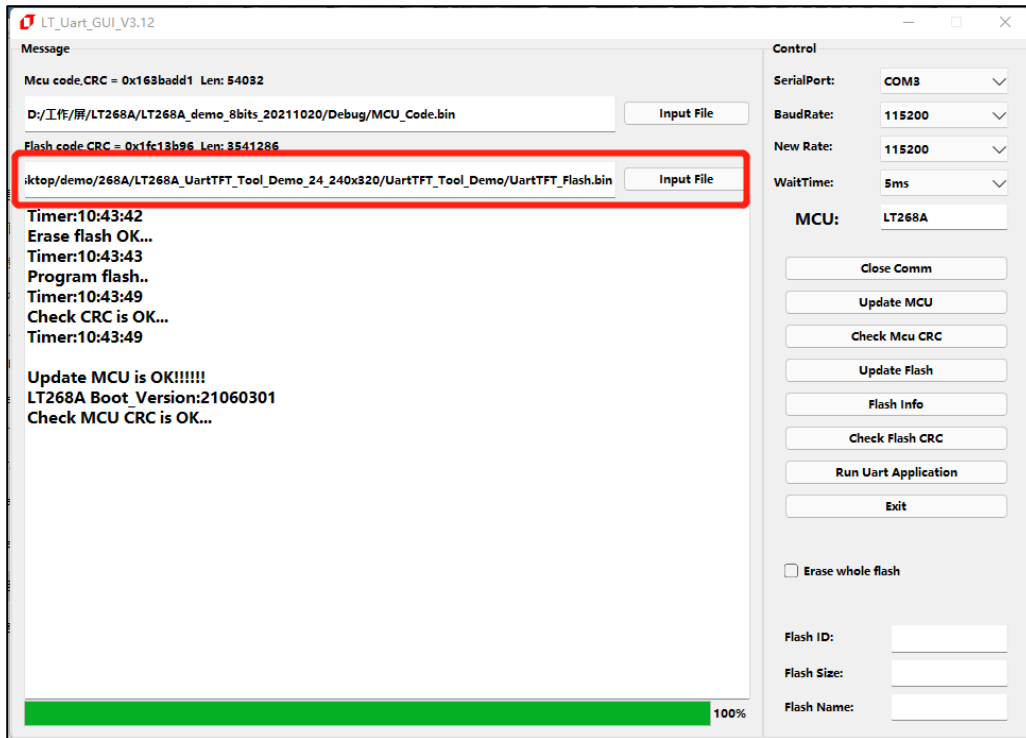 LT_Uart_GUI_V3.12
Message
Mcu code,CRC = 0x163badd1 Len: 54032
D:/工作/屏/LT268A/LT268A_demo_8bits_20211020/Debug/MCU_Code.bin
Input File
Flash code,CRC = 0x1fc13b96 Len: 3541286
ktop/demo/268A/LT268A_UartTFT_Tool_Demo_24_240x320/UartTFT_Tool_Demo/UartTFT_Flash.bin
Input File
Timer:10:43:42
Erase flash OK...
Timer:10:43:43
Program flash..
Timer:10:43:49
Check CRC is OK...
Timer:10:43:49
Update MCU is OK!!!!!!
LT268A Boot_Version:21060301
Check MCU CRC is OK...
100%
Control
SerialPort:
COM3
BaudRate:
115200
New Rate:
115200
WaitTime:
5ms
MCU:
LT268A
Close Comm
Update MCU
Check Mcu CRC
Update Flash
Flash Info
Check Flash CRC
Run Uart Application
Exit
Erase whole flash
Flash ID:
Flash Size:
Flash Name: